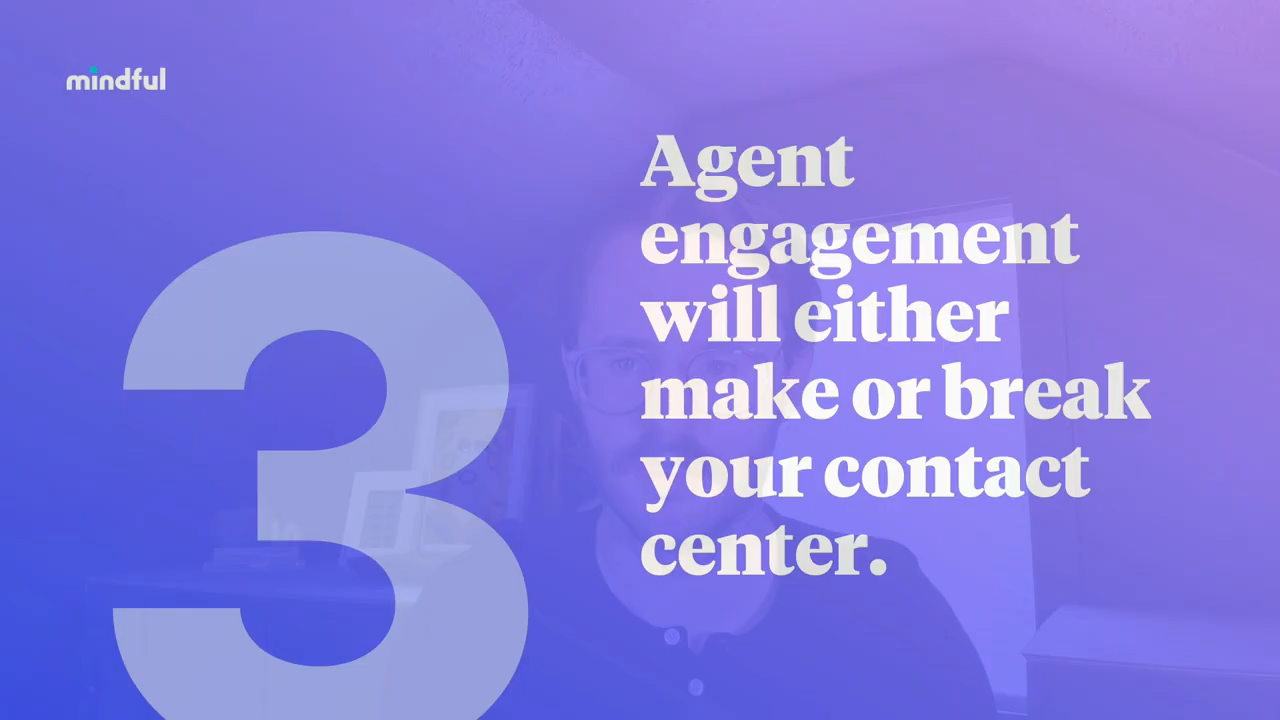 mindful
3
Agent
engagement
will either
make or break
your contact
center.